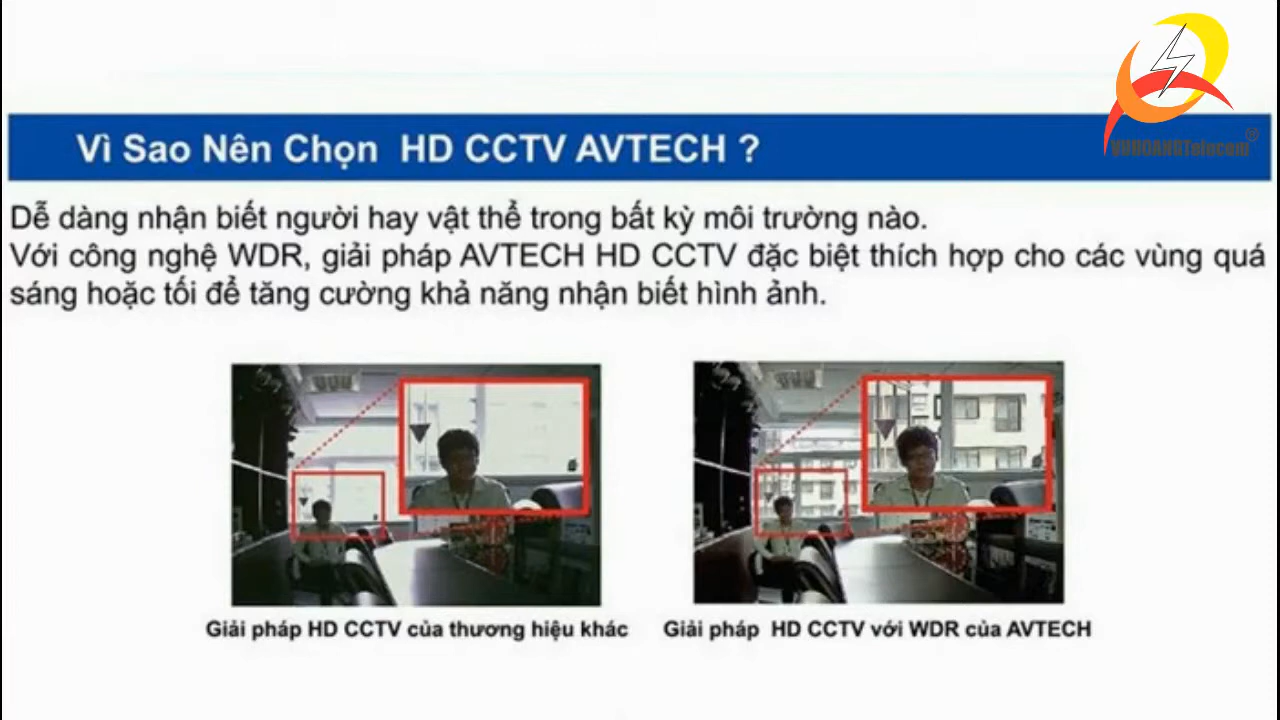 VHHOANGTelecom®
Vì Sao Nên Chọn HD CCTV AVTECH ?
Dễ dàng nhận biết người hay vật thể trong bất kỳ môi trường nào.
Với công nghệ WDR, giải pháp AVTECH HD CCTV đặc biệt thích hợp cho các vùng quá
sáng hoặc tối để tăng cường khả năng nhận biết hình ảnh.
Giải pháp HD CCTV của thương hiệu khác
Giải pháp HD CCTV với WDR của AVTECH